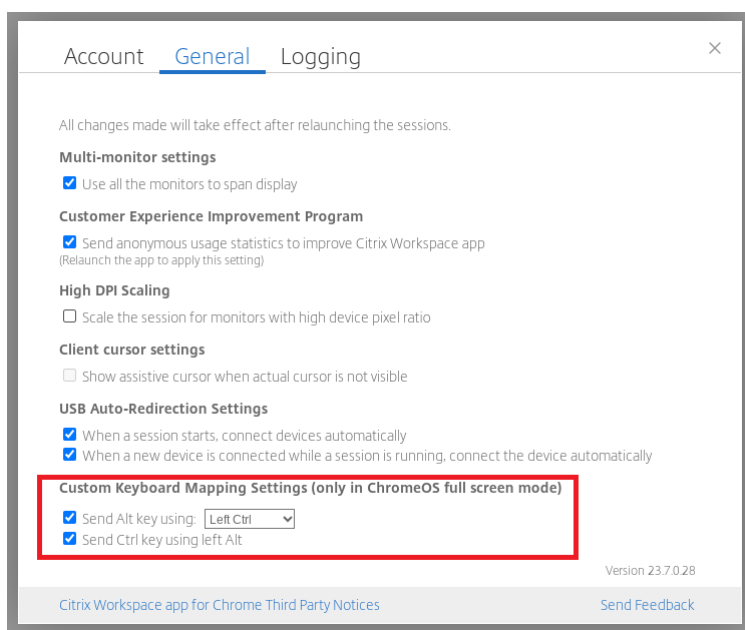 Account General Logging
All changes made will take effect after relaunching the sessions.
Multi-monitor settings
Use all the monitors to span display
Customer Experience Improvement Program
Send anonymous usage statistics to improve Citrix Workspace app
(Relaunch the app to apply this setting)
High DPI Scaling
Scale the session for monitors with high device pixel ratio
Client cursor settings
Show assistive cursor when actual cursor is not visible
USB Auto-Redirection Settings
When a session starts, connect devices automatically
When a new device is connected while a session is running, connect the device automatically
Custom Keyboard Mapping Settings (only in ChromeOS full screen mode)
Send Alt key using: Left Ctrl
Send Ctrl key using left Alt
Version 23.7.0.28
Citrix Workspace app for Chrome Third Party Notices Send Feedback